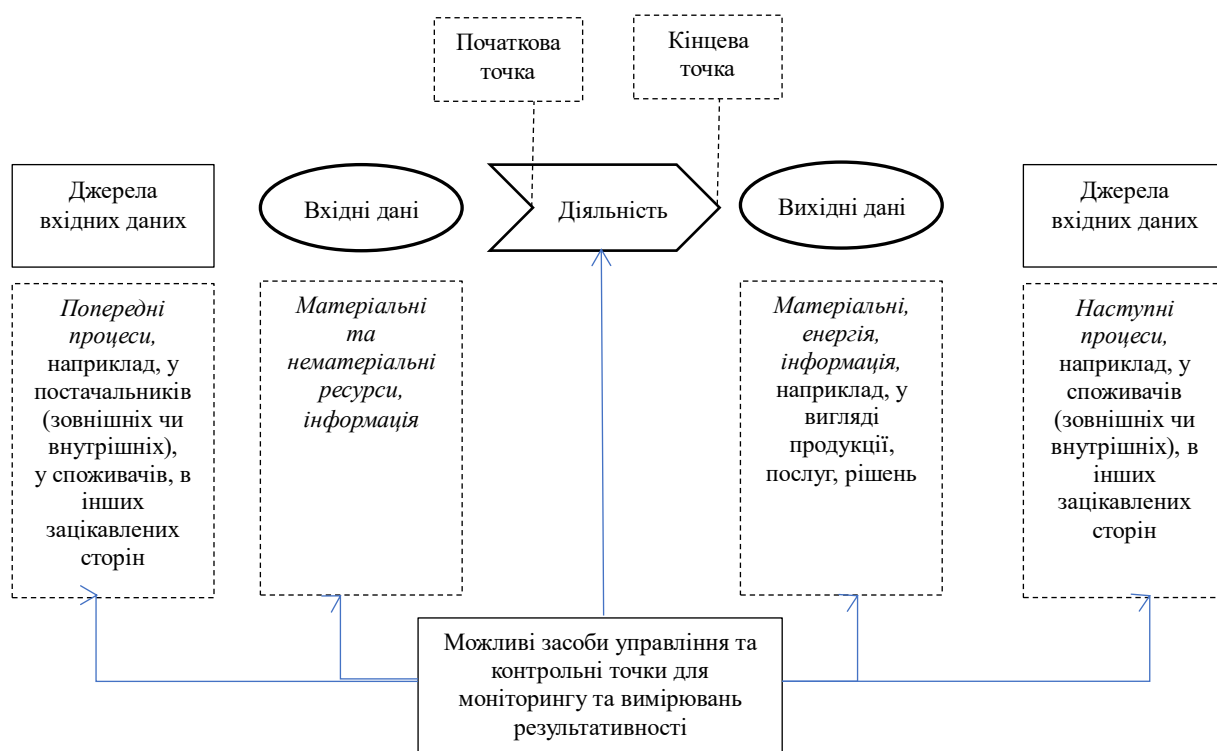 Початкова
точка
Кінцева
точка
Джерела
вхідних даних
Вхідні дані
Діяльність
Вихідні дані
Джерела
вхідних даних
Попередні
процеси,
наприклад, у
постачальників
(зовнішніх чи
внутрішніх),
у споживачів, в
інших
зацікавлених
сторін
Матеріальні
та
нематеріальні
ресурси,
інформація
Матеріальні,
енергія,
інформація,
наприклад, у
вигляді
продукції,
послуг, рішень
Наступні
процеси,
наприклад, у
споживачів
(зовнішніх чи
внутрішніх), в
інших
зацікавлених
сторін
Можливі засоби управління та
контрольні точки для
моніторингу та вимірювань
результативності